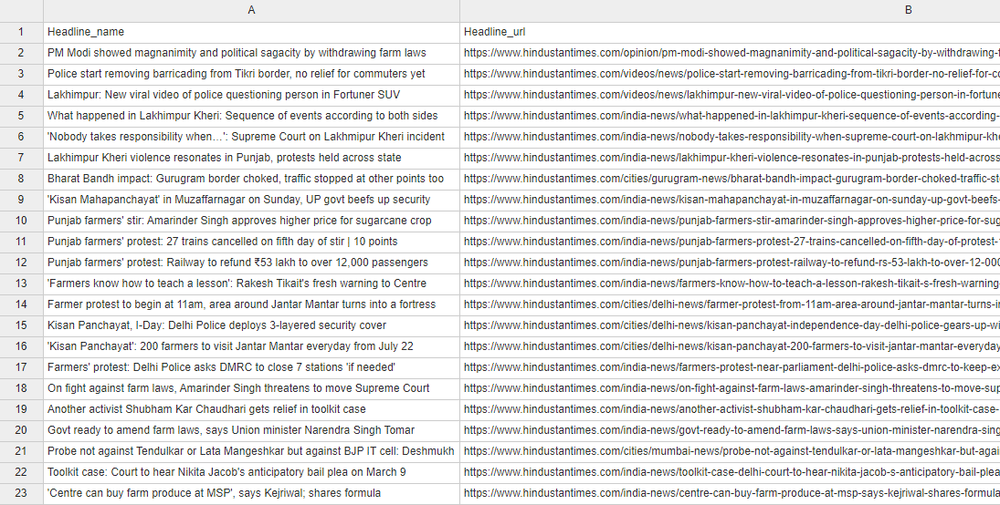 A B
1 Headline_name Headline_url
2 PM Modi showed magnanimity and political sagacity by withdrawing farm laws https://www.hindustantimes.com/opinion/pm-modi-showed-magnanimity-and-political-sagacity-by-withdrawing-
3 Police start removing barricading from Tikri border, no relief for commuters yet https://www.hindustantimes.com/videos/news/police-start-removing-barricading-from-tikri-border-no-relief-for-
4 Lakhimpur: New viral video of police questioning person in Fortuner SUV https://www.hindustantimes.com/videos/news/lakhimpur-new-viral-video-of-police-questioning-person-in-fortune
5 What happened in Lakhimpur Kheri: Sequence of events according to both sides https://www.hindustantimes.com/india-news/what-happened-in-lakhimpur-kheri-sequence-of-events-according-
6 'Nobody takes responsibility when…': Supreme Court on Lakhmipur Kheri incident https://www.hindustantimes.com/india-news/nobody-takes-responsibility-when-supreme-court-on-lakhmipur-khe
7 Lakhimpur Kheri violence resonates in Punjab, protests held across state https://www.hindustantimes.com/india-news/lakhimpur-kheri-violence-resonates-in-punjab-protests-held-across
8 Bharat Bandh impact: Gurugram border choked, traffic stopped at other points too https://www.hindustantimes.com/cities/gurugram-news/bharat-bandh-impact-gurugram-border-choked-traffic-st
9 'Kisan Mahapanchayat' in Muzaffarnagar on Sunday, UP govt beefs up security https://www.hindustantimes.com/india-news/kisan-mahapanchayat-in-muzaffarnagar-on-sunday-up-govt-beefs-
10 Punjab farmers' stir: Amarinder Singh approves higher price for sugarcane crop https://www.hindustantimes.com/india-news/punjab-farmers-stir-amarinder-singh-approves-higher-price-for-sug
11 Punjab farmers' protest: 27 trains cancelled on fifth day of stir | 10 points https://www.hindustantimes.com/india-news/punjab-farmers-protest-27-trains-cancelled-on-fifth-day-of-protest-
12 Punjab farmers' protest: Railway to refund ₹53 lakh to over 12,000 passengers https://www.hindustantimes.com/india-news/punjab-farmers-protest-railway-to-refund-rs-53-lakh-to-over-12-000
13 'Farmers know how to teach a lesson': Rakesh Tikait's fresh warning to Centre https://www.hindustantimes.com/india-news/farmers-know-how-to-teach-a-lesson-rakesh-tikait-s-fresh-warning-
14 Farmer protest to begin at 11am, area around Jantar Mantar turns into a fortress https://www.hindustantimes.com/cities/delhi-news/farmer-protest-from-11am-area-around-jantar-mantar-turns-i
15 Kisan Panchayat, I-Day: Delhi Police deploys 3-layered security cover https://www.hindustantimes.com/cities/delhi-news/kisan-panchayat-independence-day-delhi-police-gears-up-wi
16 'Kisan Panchayat': 200 farmers to visit Jantar Mantar everyday from July 22 https://www.hindustantimes.com/cities/delhi-news/kisan-panchayat-200-farmers-to-visit-jantar-mantar-everyday
17 Farmers' protest: Delhi Police asks DMRC to close 7 stations 'if needed' https://www.hindustantimes.com/india-news/farmers-protest-near-parliament-delhi-police-asks-dmrc-to-keep-ex
18 On fight against farm laws, Amarinder Singh threatens to move Supreme Court https://www.hindustantimes.com/india-news/on-fight-against-farm-laws-amarinder-singh-threatens-to-move-sup
19 Another activist Shubham Kar Chaudhari gets relief in toolkit case https://www.hindustantimes.com/india-news/another-activist-shubham-kar-chaudhari-gets-relief-in-toolkit-case-
20 Govt ready to amend farm laws, says Union minister Narendra Singh Tomar https://www.hindustantimes.com/india-news/govt-ready-to-amend-farm-laws-says-union-minister-narendra-sing
21 Probe not against Tendulkar or Lata Mangeshkar but against BJP IT cell: Deshmukh https://www.hindustantimes.com/cities/mumbai-news/probe-not-against-tendulkar-or-lata-mangeshkar-but-agai
22 Toolkit case: Court to hear Nikita Jacob's anticipatory bail plea on March 9 https://www.hindustantimes.com/india-news/toolkit-case-delhi-court-to-hear-nikita-jacob-s-anticipatory-bail-plea
23 'Centre can buy farm produce at MSP', says Kejriwal; shares formula https://www.hindustantimes.com/india-news/centre-can-buy-farm-produce-at-msp-says-kejriwal-shares-formula